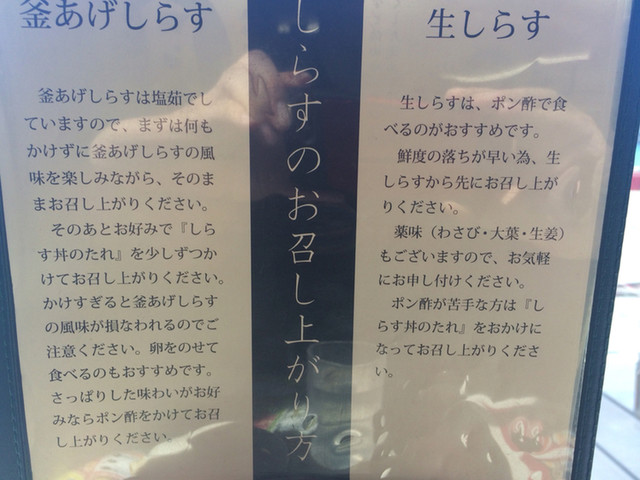 釜あげしらす
釜あげしらすは塩茹でし
ていますので、まずは何も
かけずに釜あげしらすの風
味を楽しみながら、そのま
まお召し上がりください。
そのあとお好みで『しら
す丼のたれ』を少しずつか
けてお召し上がりください。
かけすぎると釜あげしらす
の風味が損なわれるのでご
注意ください。卵をのせて
食べるのもおすすめです。
さっぱりした味わいがお好
みならポン酢をかけてお召
し上がりください。
しらすのお召し上がり方
生しらす
生しらすは、ポン酢で食
べるのがおすすめです。
鮮度の落ちが早い為、生
しらすから先にお召し上が
りください。
薬味（わさび・大葉・生姜）
もございますので、お気軽
にお申し付けください。
ポン酢が苦手な方は『し
らす丼のたれ』をおかけに
なってお召し上がりくださ
い。